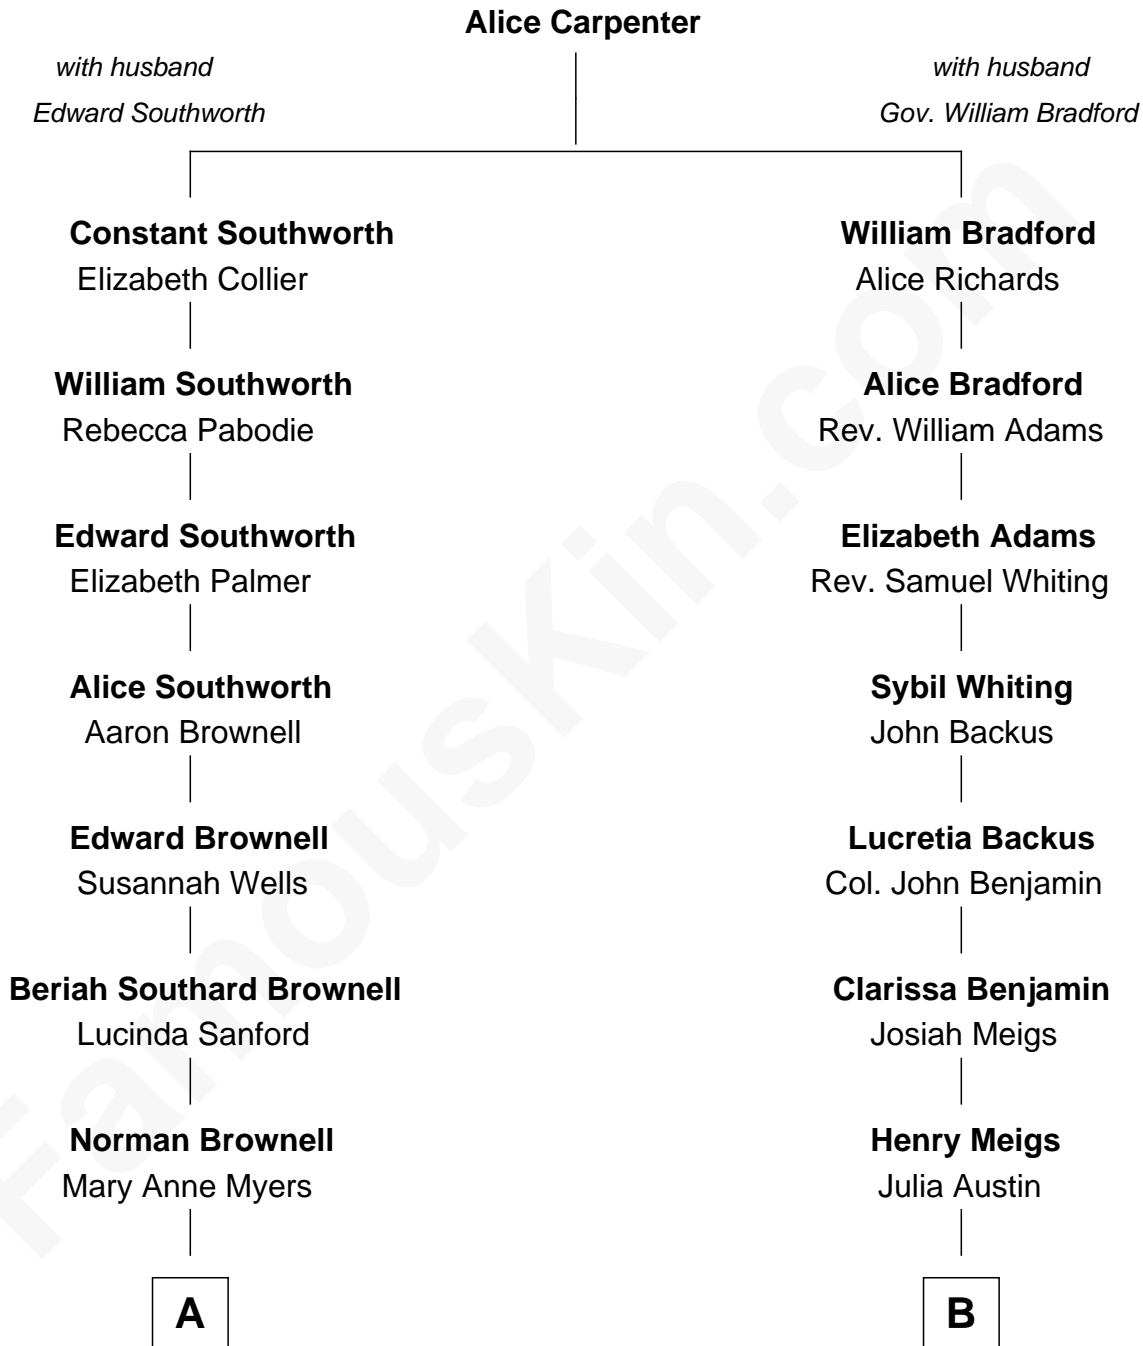 Alice Carpenter
with husband
Edward Southworth
with husband
Gov. William Bradford
Constant Southworth
Elizabeth Collier
William Southworth
Rebecca Pabodie
Edward Southworth
Elizabeth Palmer
Alice Southworth
Aaron Brownell
Edward Brownell
Susannah Wells
Beriah Southard Brownell
Lucinda Sanford
Norman Brownell
Mary Anne Myers
A
William Bradford
Alice Richards
Alice Bradford
Rev. William Adams
Elizabeth Adams
Rev. Samuel Whiting
Sybil Whiting
John Backus
Lucretia Backus
Col. John Benjamin
Clarissa Benjamin
Josiah Meigs
Henry Meigs
Julia Austin
B
FamousKin.com